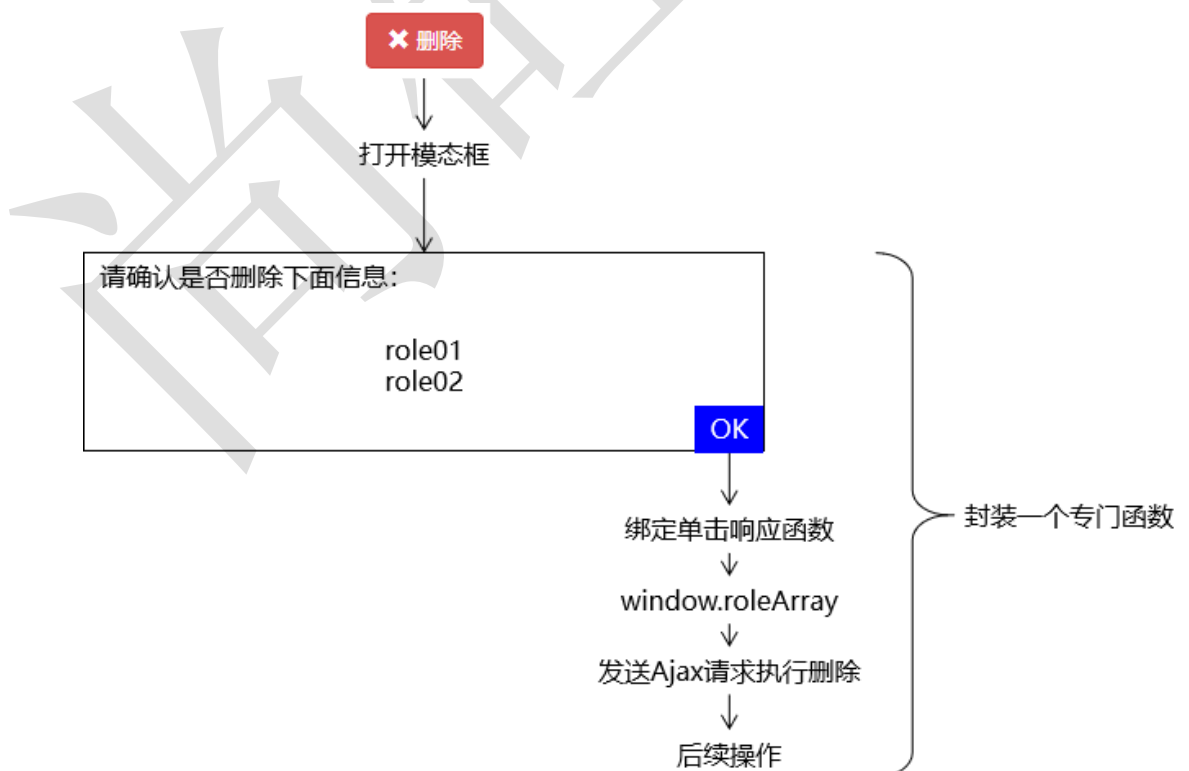 删除
打开模态框
请确认是否删除下面信息：
role01
role02
OK
绑定单击响应函数
window.roleArray
封装一个专门函数
发送Ajax请求执行删除
后续操作
尚